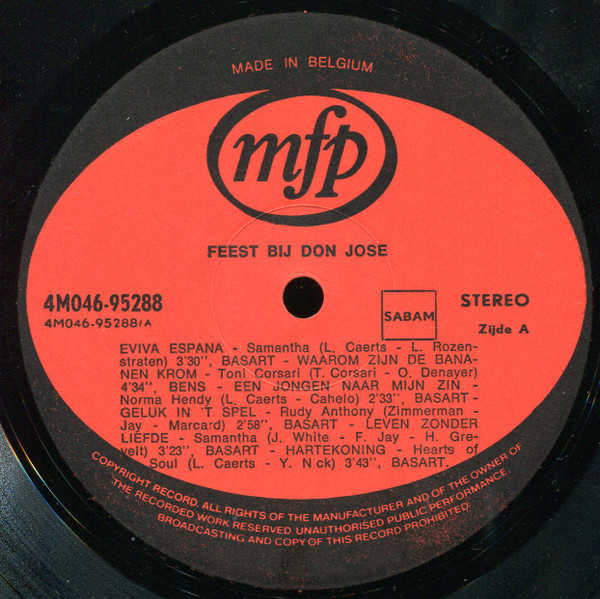 MADE IN BELGIUM
mfp
FEEST BIJ DON JOSE
4M046-95288
4M046-95288/A
SABAM
STEREO
Zijde A
EVIVA ESPANA - Samantha (L. Caerts - L. Rozen-
straten) 3'30'', BASART - WAAROM ZIJN DE BANA-
NEN KROM - Toni Corsari (T. Corsari - O. Denayer)
4'34'', BENS - EEN JONGEN NAAR MIJN ZIN -
Norma Hendy (L. Caerts - Cahelo) 2'33'', BASART-
GELUK IN 'T SPEL - Rudy Anthony (Zimmerman -
Jay - Marcard) 2'58'', BASART - LEVEN ZONDER
LIEFDE - Samantha (J. White - F. Jay - H. Gre-
velt) 3'23'' BASART - HARTEKONING - Hearts of
Soul (L. Caerts - Y. Nick) 3'43'', BASART.
COPYRIGHT RECORD. ALL RIGHTS OF THE MANUFACTURER AND OF THE OWNER OF
THE RECORDED WORK RESERVED UNAUTHORISED PUBLIC PERFORMANCE.
BROADCASTING AND COPY OF THIS RECORD PROHIBITED.